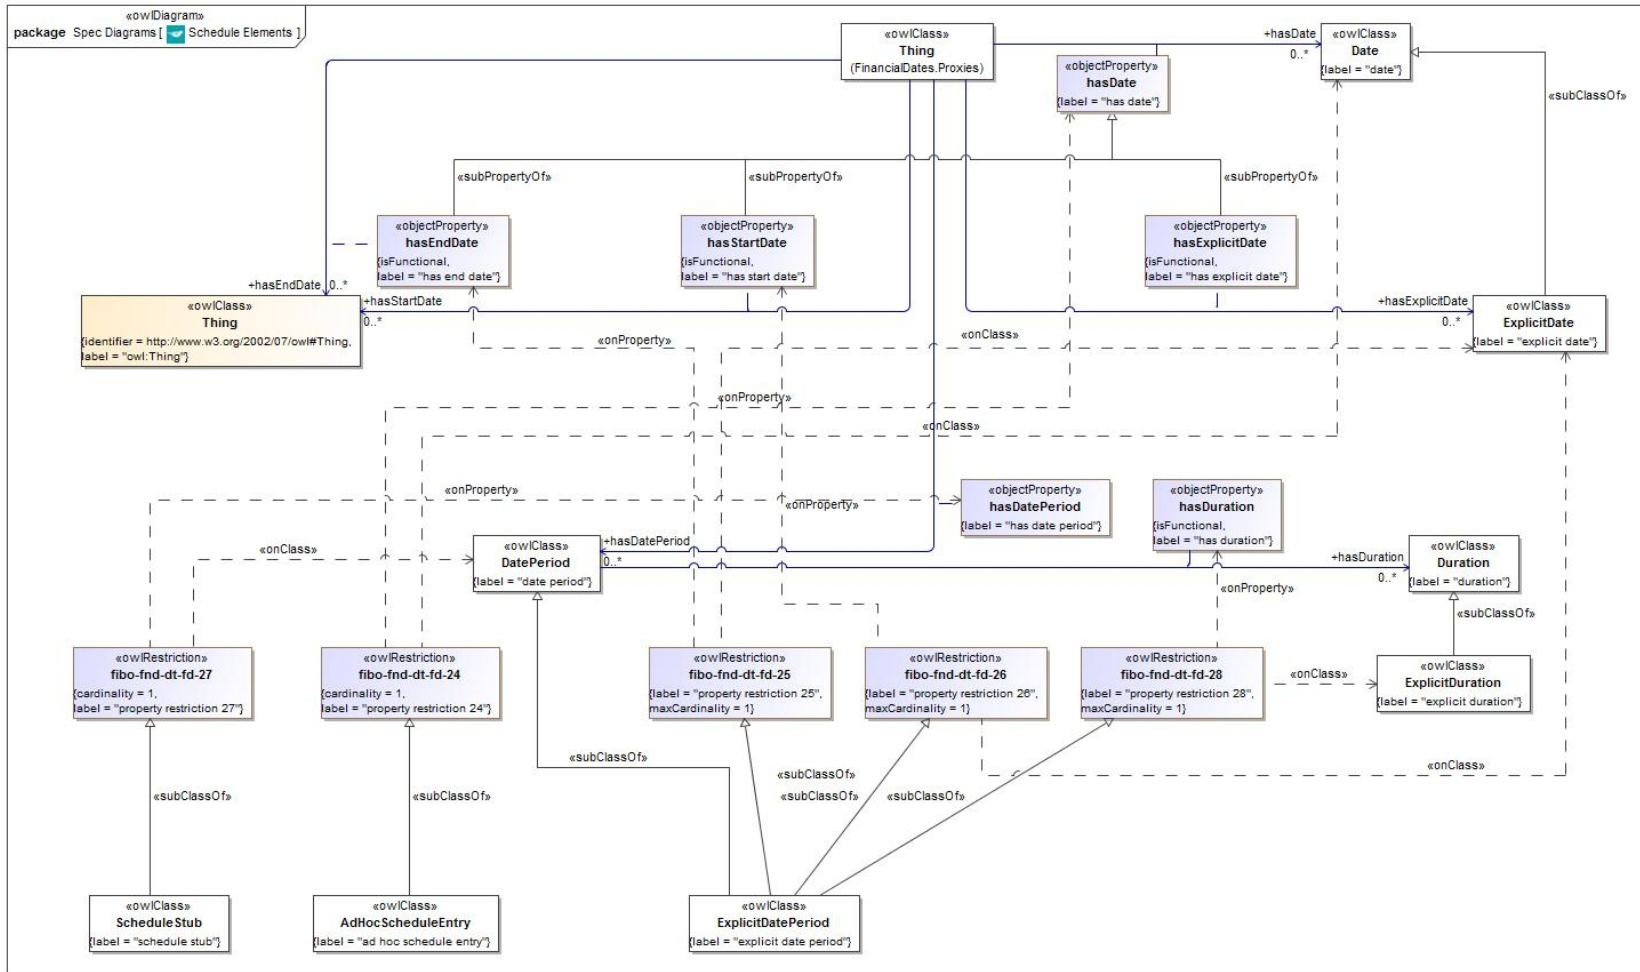 «owlDiagram»
package Spec Diagrams [ Schedule Elements ]
«owlClass»
Thing
(FinancialDates.Proxies)
+hasDate
0..*
«owlClass»
Date
{label = "date"}
«objectProperty»
hasDate
{label = "has date"}
«subClassOf»
«subPropertyOf»
«subPropertyOf»
«subPropertyOf»
«objectProperty»
hasEndDate
{isFunctional,
label = "has end date"}
«objectProperty»
hasStartDate
{isFunctional,
label = "has start date"}
«objectProperty»
hasExplicitDate
{isFunctional,
label = "has explicit date"}
+hasEndDate
0..*
+hasStartDate
0..*
+hasExplicitDate
0..*
«owlClass»
Thing
{identifier = http://www.w3.org/2002/07/owl#Thing,
label = "owl:Thing"}
«owlClass»
ExplicitDate
{label = "explicit date"}
«onClass»
«onProperty»
«onProperty»
«onClass»
«onProperty»
«onProperty»
«objectProperty»
hasDatePeriod
{label = "has date period"}
«objectProperty»
hasDuration
{isFunctional,
label = "has duration"}
«onClass»
«owlClass»
DatePeriod
{label = "date period"}
+hasDatePeriod
0..*
+hasDuration
0..*
«owlClass»
Duration
{label = "duration"}
«onProperty»
«subClassOf»
«owlRestriction»
fibo-fnd-dt-fd-27
{cardinality = 1,
label = "property restriction 27"}
«owlRestriction»
fibo-fnd-dt-fd-24
{cardinality = 1,
label = "property restriction 24"}
«owlRestriction»
fibo-fnd-dt-fd-25
{label = "property restriction 25",
maxCardinality = 1}
«owlRestriction»
fibo-fnd-dt-fd-26
{label = "property restriction 26",
maxCardinality = 1}
«owlRestriction»
fibo-fnd-dt-fd-28
{label = "property restriction 28",
maxCardinality = 1}
«onClass»
«owlClass»
ExplicitDuration
{label = "explicit duration"}
«subClassOf»
«subClassOf»
«onClass»
«subClassOf»
«subClassOf»
«subClassOf»
«subClassOf»
«owlClass»
ScheduleStub
{label = "schedule stub"}
«owlClass»
AdHocScheduleEntry
{label = "ad hoc schedule entry"}
«owlClass»
ExplicitDatePeriod
{label = "explicit date period"}